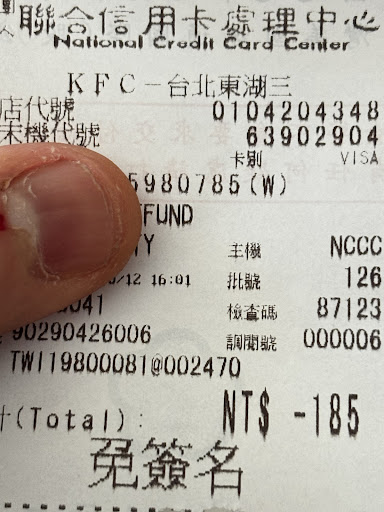 聯合信用卡處理中心
National Credit Card Center
KFC-台北東湖三
店代號 0104204348
末機代號 63902904
卡別 VISA
5980785(W)
FUND
TY 主機 NCCC
/12 16:01 批號 126
0041 檢查碼 87123
90290426006 調閱號 000006
TW119800081@002470
計(Total): NT$ -185
免簽名